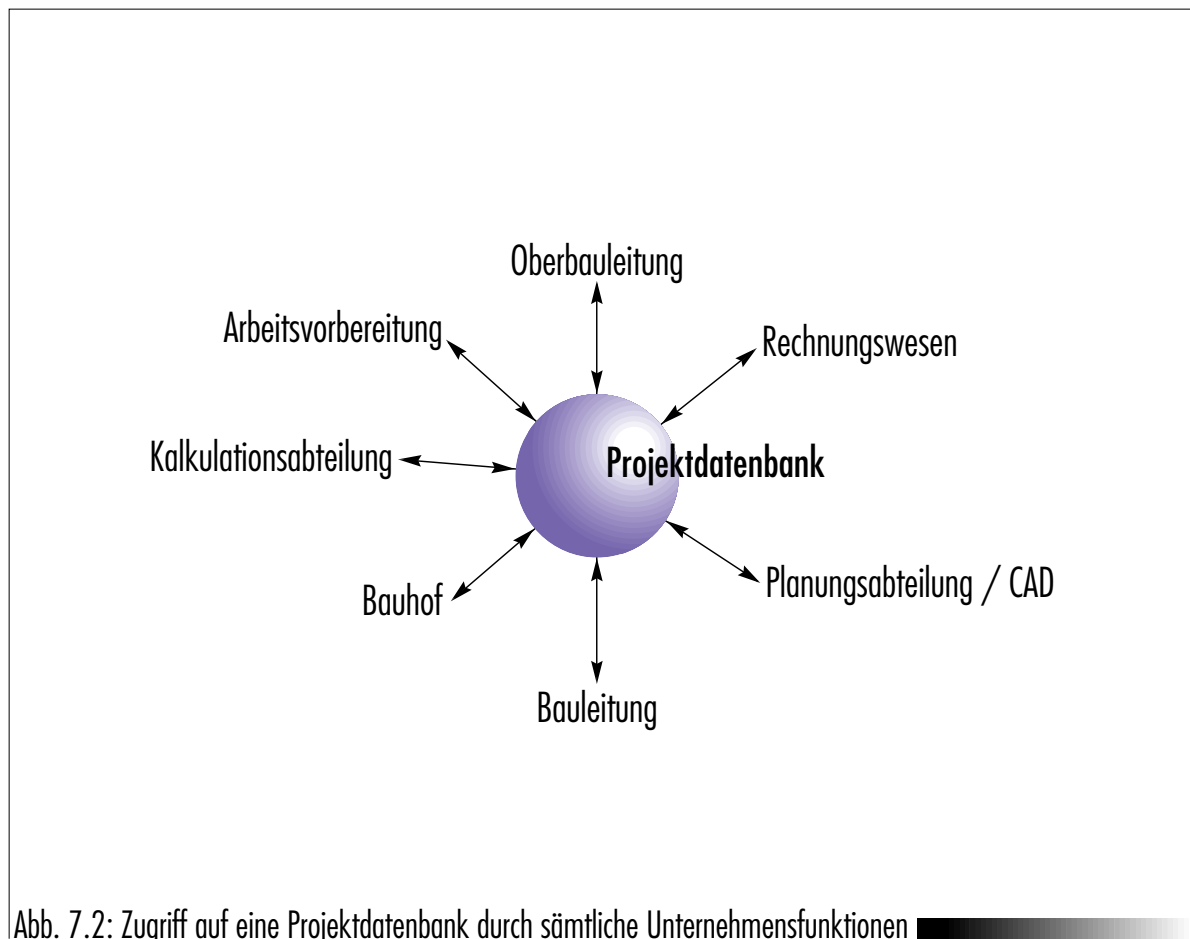 Oberbauleitung
Arbeitsvorbereitung
Rechnungswesen
Kalkulationsabteilung
Projektdatenbank
Planungsabteilung / CAD
Bauhof
Bauleitung
Abb. 7.2: Zugriff auf eine Projektdatenbank durch sämtliche Unternehmensfunktionen